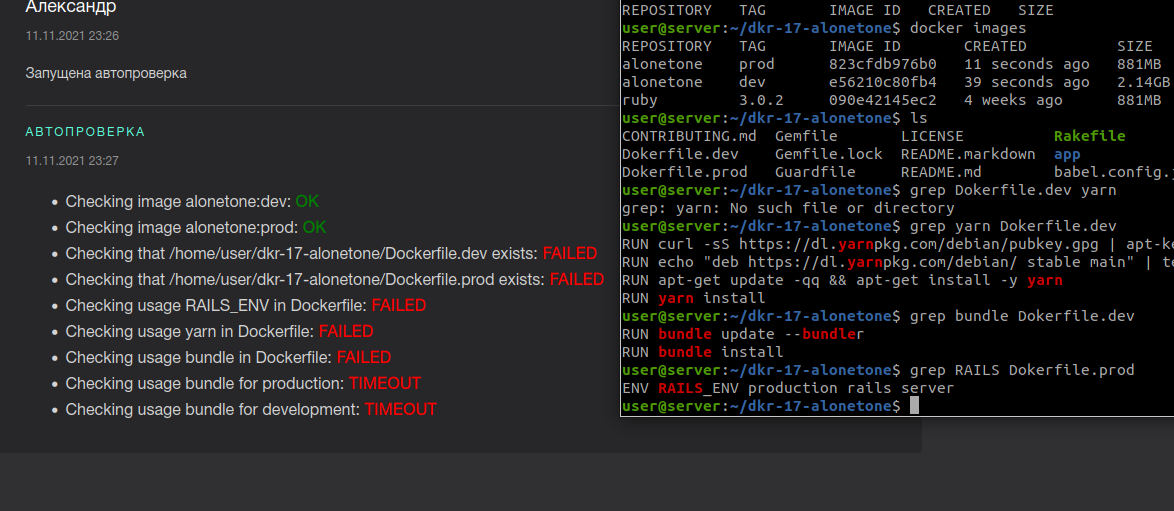 Александр
11.11.2021 23:26
Запущена автопроверка
АВТОПРОВЕРКА
11.11.2021 23:27
Checking image alonetone:dev: OK
Checking image alonetone:prod: OK
Checking that /home/user/dkr-17-alonetone/Dockerfile.dev exists: FAILED
Checking that /home/user/dkr-17-alonetone/Dockerfile.prod exists: FAILED
Checking usage RAILS_ENV in Dockerfile: FAILED
Checking usage yarn in Dockerfile: FAILED
Checking usage bundle in Dockerfile: FAILED
Checking usage bundle for production: TIMEOUT
Checking usage bundle for development: TIMEOUT
REPOSITORY TAG IMAGE ID CREATED SIZE
user@server:~/dkr-17-alonetone$ docker images
REPOSITORY TAG IMAGE ID CREATED SIZE
alonetone prod 823cfdb976b0 11 seconds ago 881MB
alonetone dev e56210c80fb4 39 seconds ago 2.14GB
ruby 3.0.2 090e42145ec2 4 weeks ago 881MB
user@server:~/dkr-17-alonetone$ ls
CONTRIBUTING.md Gemfile LICENSE Rakefile
Dokerfile.dev Gemfile.lock README.markdown app
Dokerfile.prod Guardfile README.md babel.config.j
user@server:~/dkr-17-alonetone$ grep Dokerfile.dev yarn
grep: yarn: No such file or directory
user@server:~/dkr-17-alonetone$ grep yarn Dokerfile.dev
RUN curl -sS https://dl.yarnpkg.com/debian/pubkey.gpg | apt-ke
RUN echo "deb https://dl.yarnpkg.com/debian/ stable main" | te
RUN apt-get update -qq && apt-get install -y yarn
RUN yarn install
user@server:~/dkr-17-alonetone$ grep bundle Dokerfile.dev
RUN bundle update --bundler
RUN bundle install
user@server:~/dkr-17-alonetone$ grep RAILS Dokerfile.prod
ENV RAILS_ENV production rails server
user@server:~/dkr-17-alonetone$